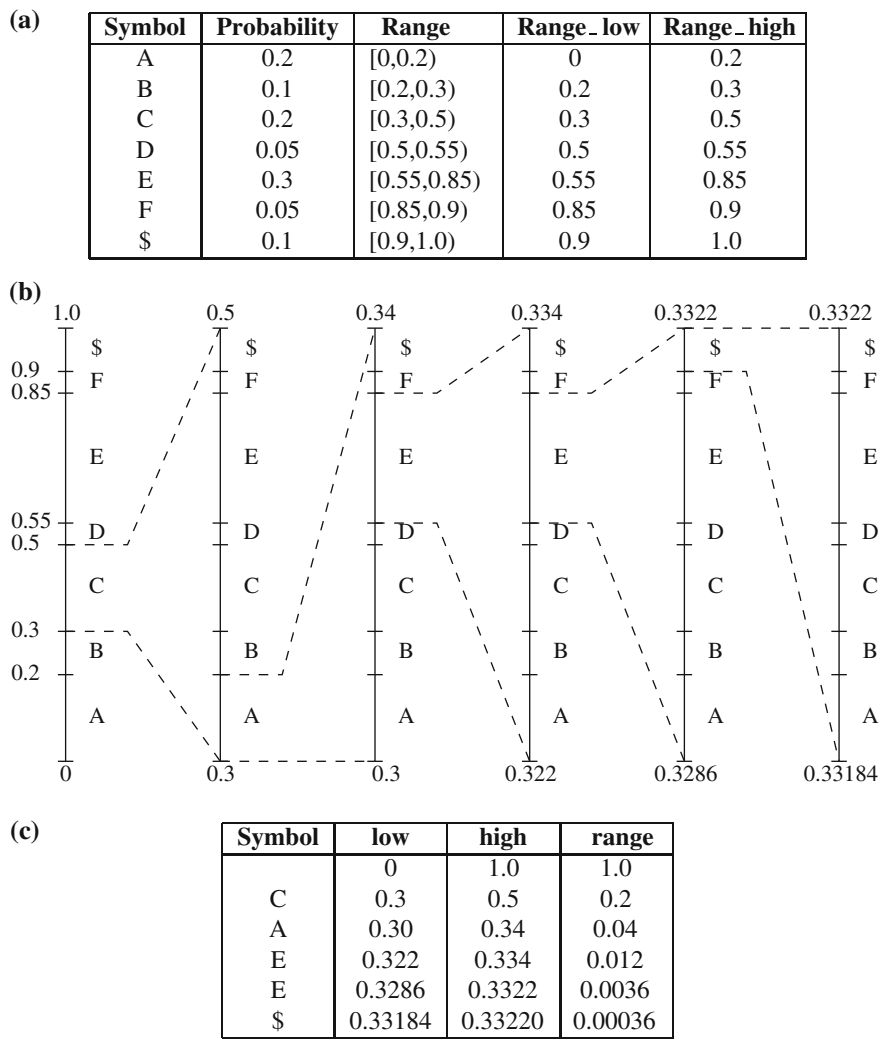 (a)
Symbol Probability Range Range_low Range_high
A 0.2 [0,0.2) 0 0.2
B 0.1 [0.2,0.3) 0.2 0.3
C 0.2 [0.3,0.5) 0.3 0.5
D 0.05 [0.5,0.55) 0.5 0.55
E 0.3 [0.55,0.85) 0.55 0.85
F 0.05 [0.85,0.9) 0.85 0.9
$ 0.1 [0.9,1.0) 0.9 1.0
(b)
1.0 0.5 0.34 0.334 0.3322 0.3322
$ $ $ $ $ $
0.9
F F F F F F
0.85
E E E E E E
0.55
D D D D D D
0.5
C C C C C C
0.3
B B B B B B
0.2
A A A A A A
0 0.3 0.3 0.322 0.3286 0.33184
(c)
Symbol low high range
0 1.0 1.0
C 0.3 0.5 0.2
A 0.30 0.34 0.04
E 0.322 0.334 0.012
E 0.3286 0.3322 0.0036
$ 0.33184 0.33220 0.00036